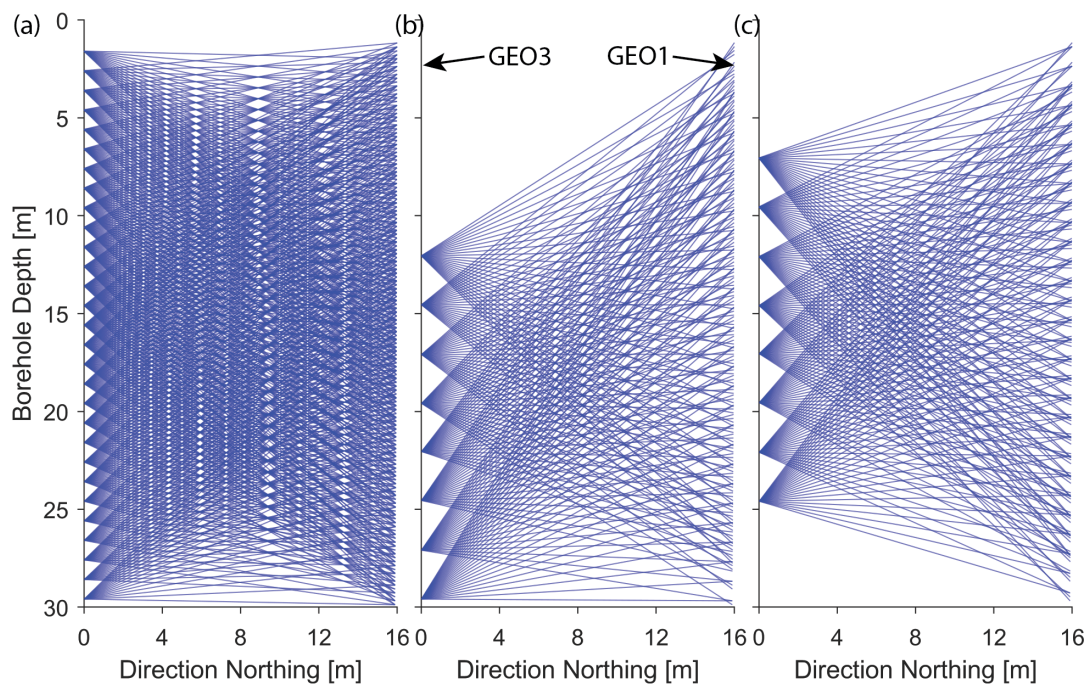 (a)
(b)
(c)
GEO3
GEO1
0
5
10
15
20
25
30
Borehole Depth [m]
0 4 8 12 16
0 4 8 12 16
0 4 8 12 16
Direction Northing [m]
Direction Northing [m]
Direction Northing [m]